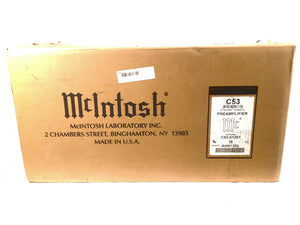 McIntosh
McINTOSH LABORATORY INC.
2 CHAMBERS STREET, BINGHAMTON, NY 13903
MADE IN U.S.A.
C53
PREAMPLIFIER